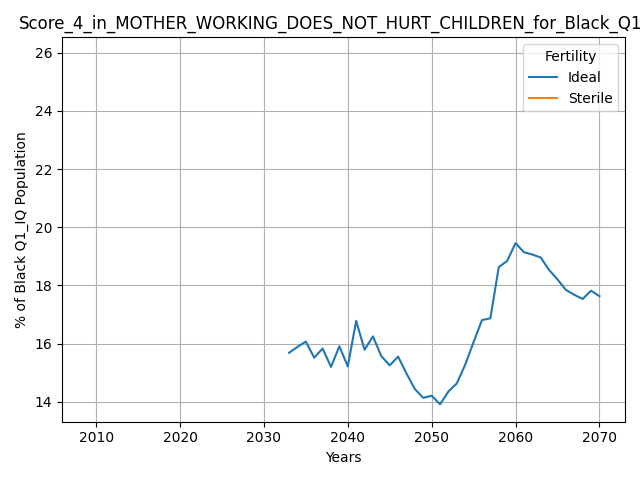 Score_4_in_MOTHER_WORKING_DOES_NOT_HURT_CHILDREN_for_Black_Q1
Fertility
Ideal
Sterile
26
24
22
20
18
16
14
% of Black Q1_IQ Population
2010 2020 2030 2040 2050 2060 2070
Years